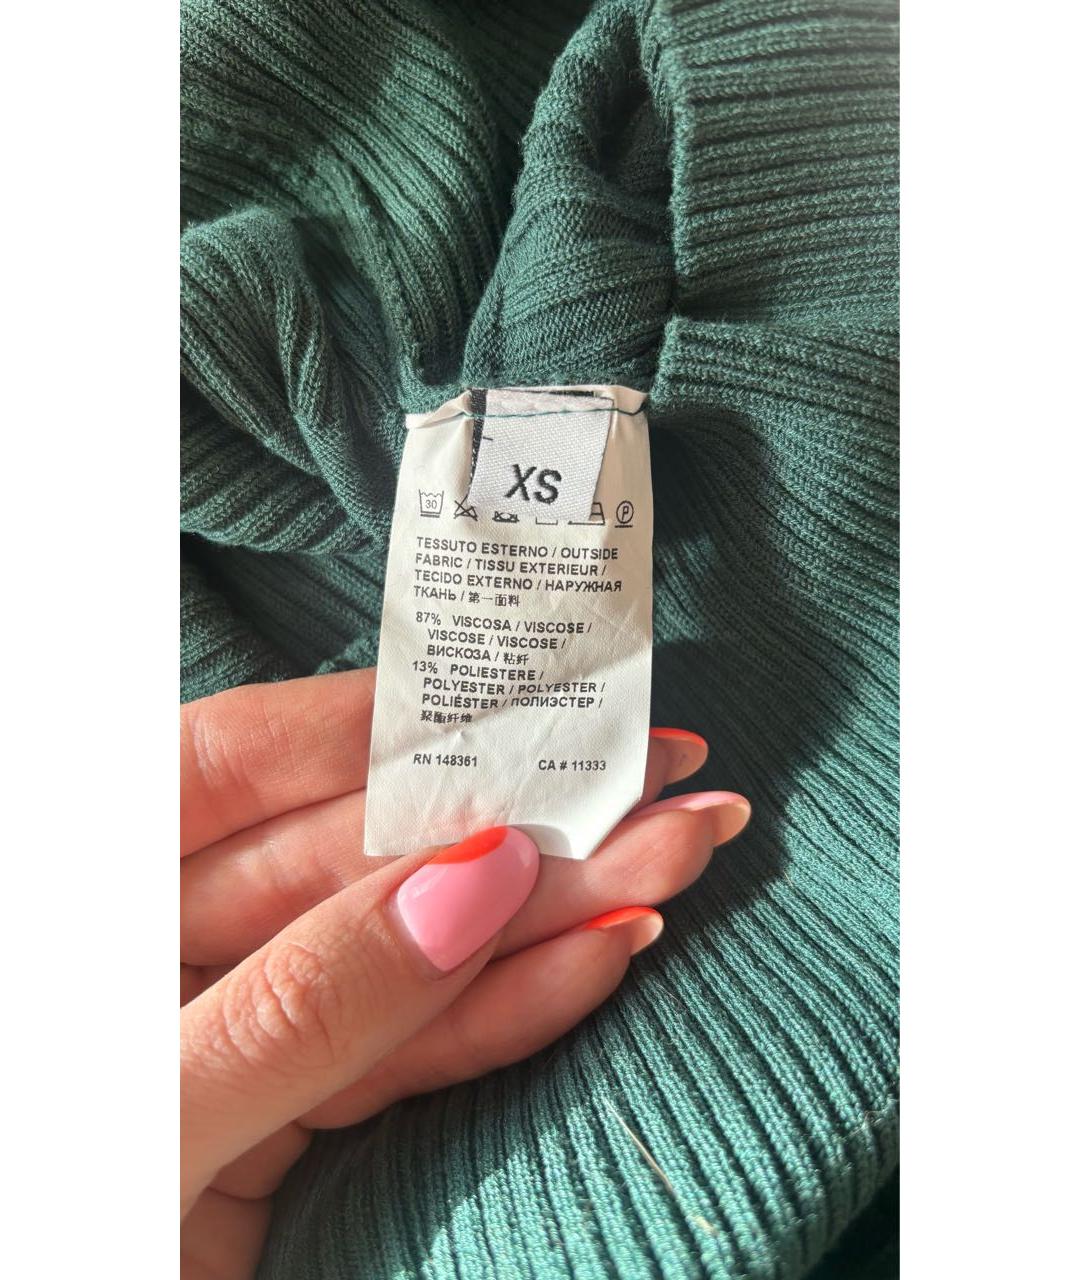 XS
30
P
TESSUTO ESTERNO / OUTSIDE
FABRIC / TISSU EXTERIEUR /
TECIDO EXTERNO / НАРУЖНАЯ
ТКАНЬ / 第一面料
87% VISCOSA / VISCOSE /
VISCOSE / VISCOSE /
ВИСКОЗА / 粘纤
13% POLIESTERE /
POLYESTER / POLYESTER /
POLIÉSTER / ПОЛИЭСТЕР /
聚酯纤维
RN 148361 CA # 11333